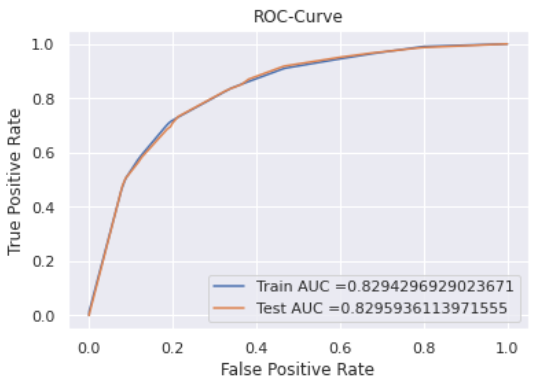 ROC-Curve
1.0
0.8
0.6
0.4
0.2
0.0
True Positive Rate
Train AUC =0.8294296929023671
Test AUC =0.8295936113971555
0.0 0.2 0.4 0.6 0.8 1.0
False Positive Rate